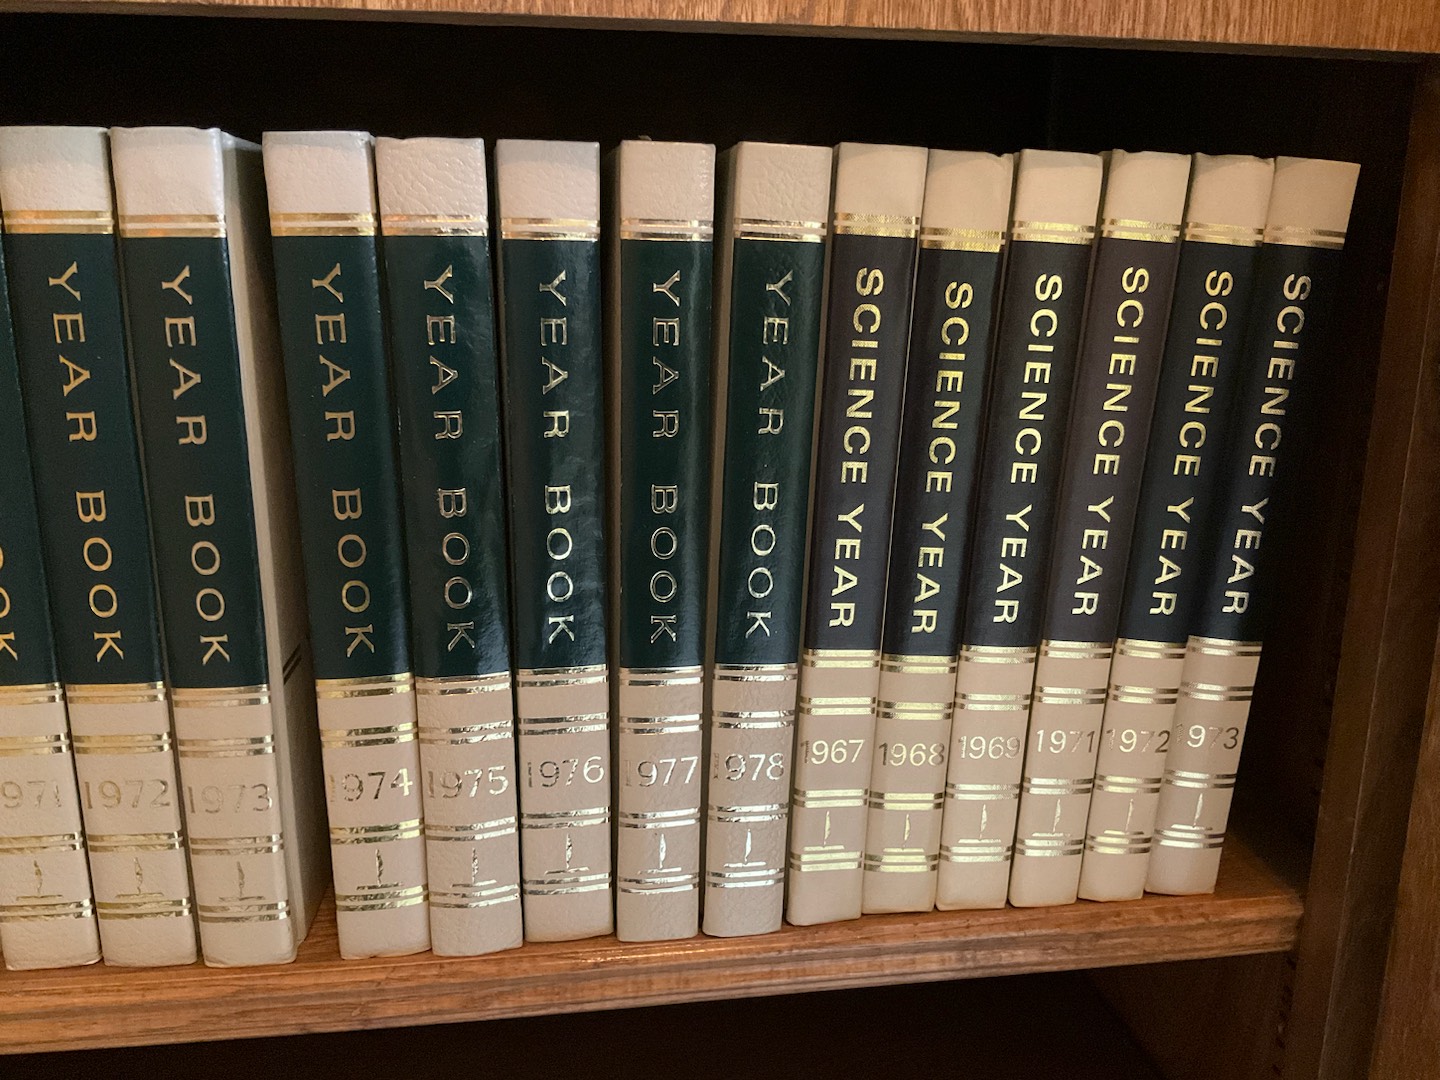 YEAR BOOK
1972
YEAR BOOK
1973
YEAR BOOK
1974
YEAR BOOK
1975
YEAR BOOK
1976
YEAR BOOK
1977
YEAR BOOK
1978
SCIENCE YEAR
1967
SCIENCE YEAR
1968
SCIENCE YEAR
1969
SCIENCE YEAR
1971
SCIENCE YEAR
1972
SCIENCE YEAR
1973